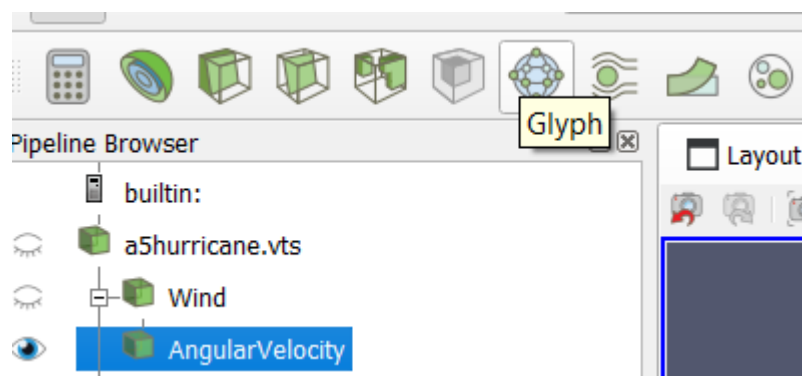 Glyph
Pipeline Browser
Layout
builtin:
a5hurricane.vts
Wind
AngularVelocity